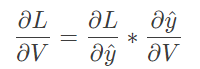 ∂L/∂V = ∂L/∂ŷ * ∂ŷ/∂V